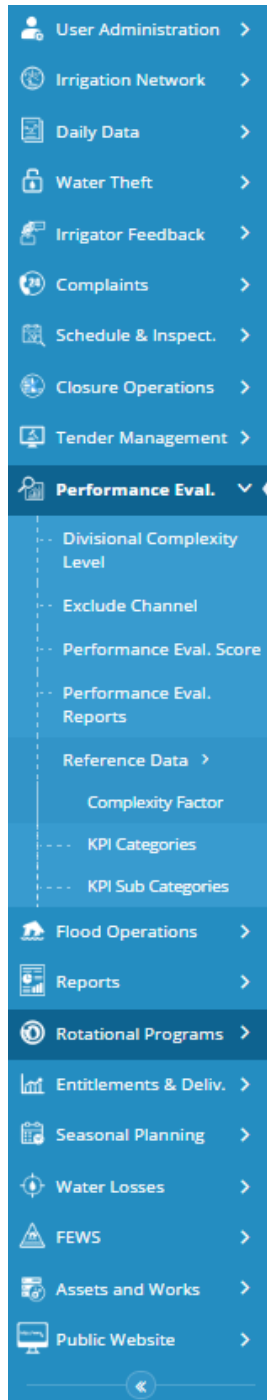 User Administration
Irrigation Network
Daily Data
Water Theft
Irrigator Feedback
Complaints
Schedule & Inspect.
Closure Operations
Tender Management
Performance Eval.
Divisional Complexity
Level
Exclude Channel
Performance Eval. Score
Performance Eval.
Reports
Reference Data
Complexity Factor
KPI Categories
KPI Sub Categories
Flood Operations
Reports
Rotational Programs
Entitlements & Deliv.
Seasonal Planning
Water Losses
FEWS
Assets and Works
Public Website